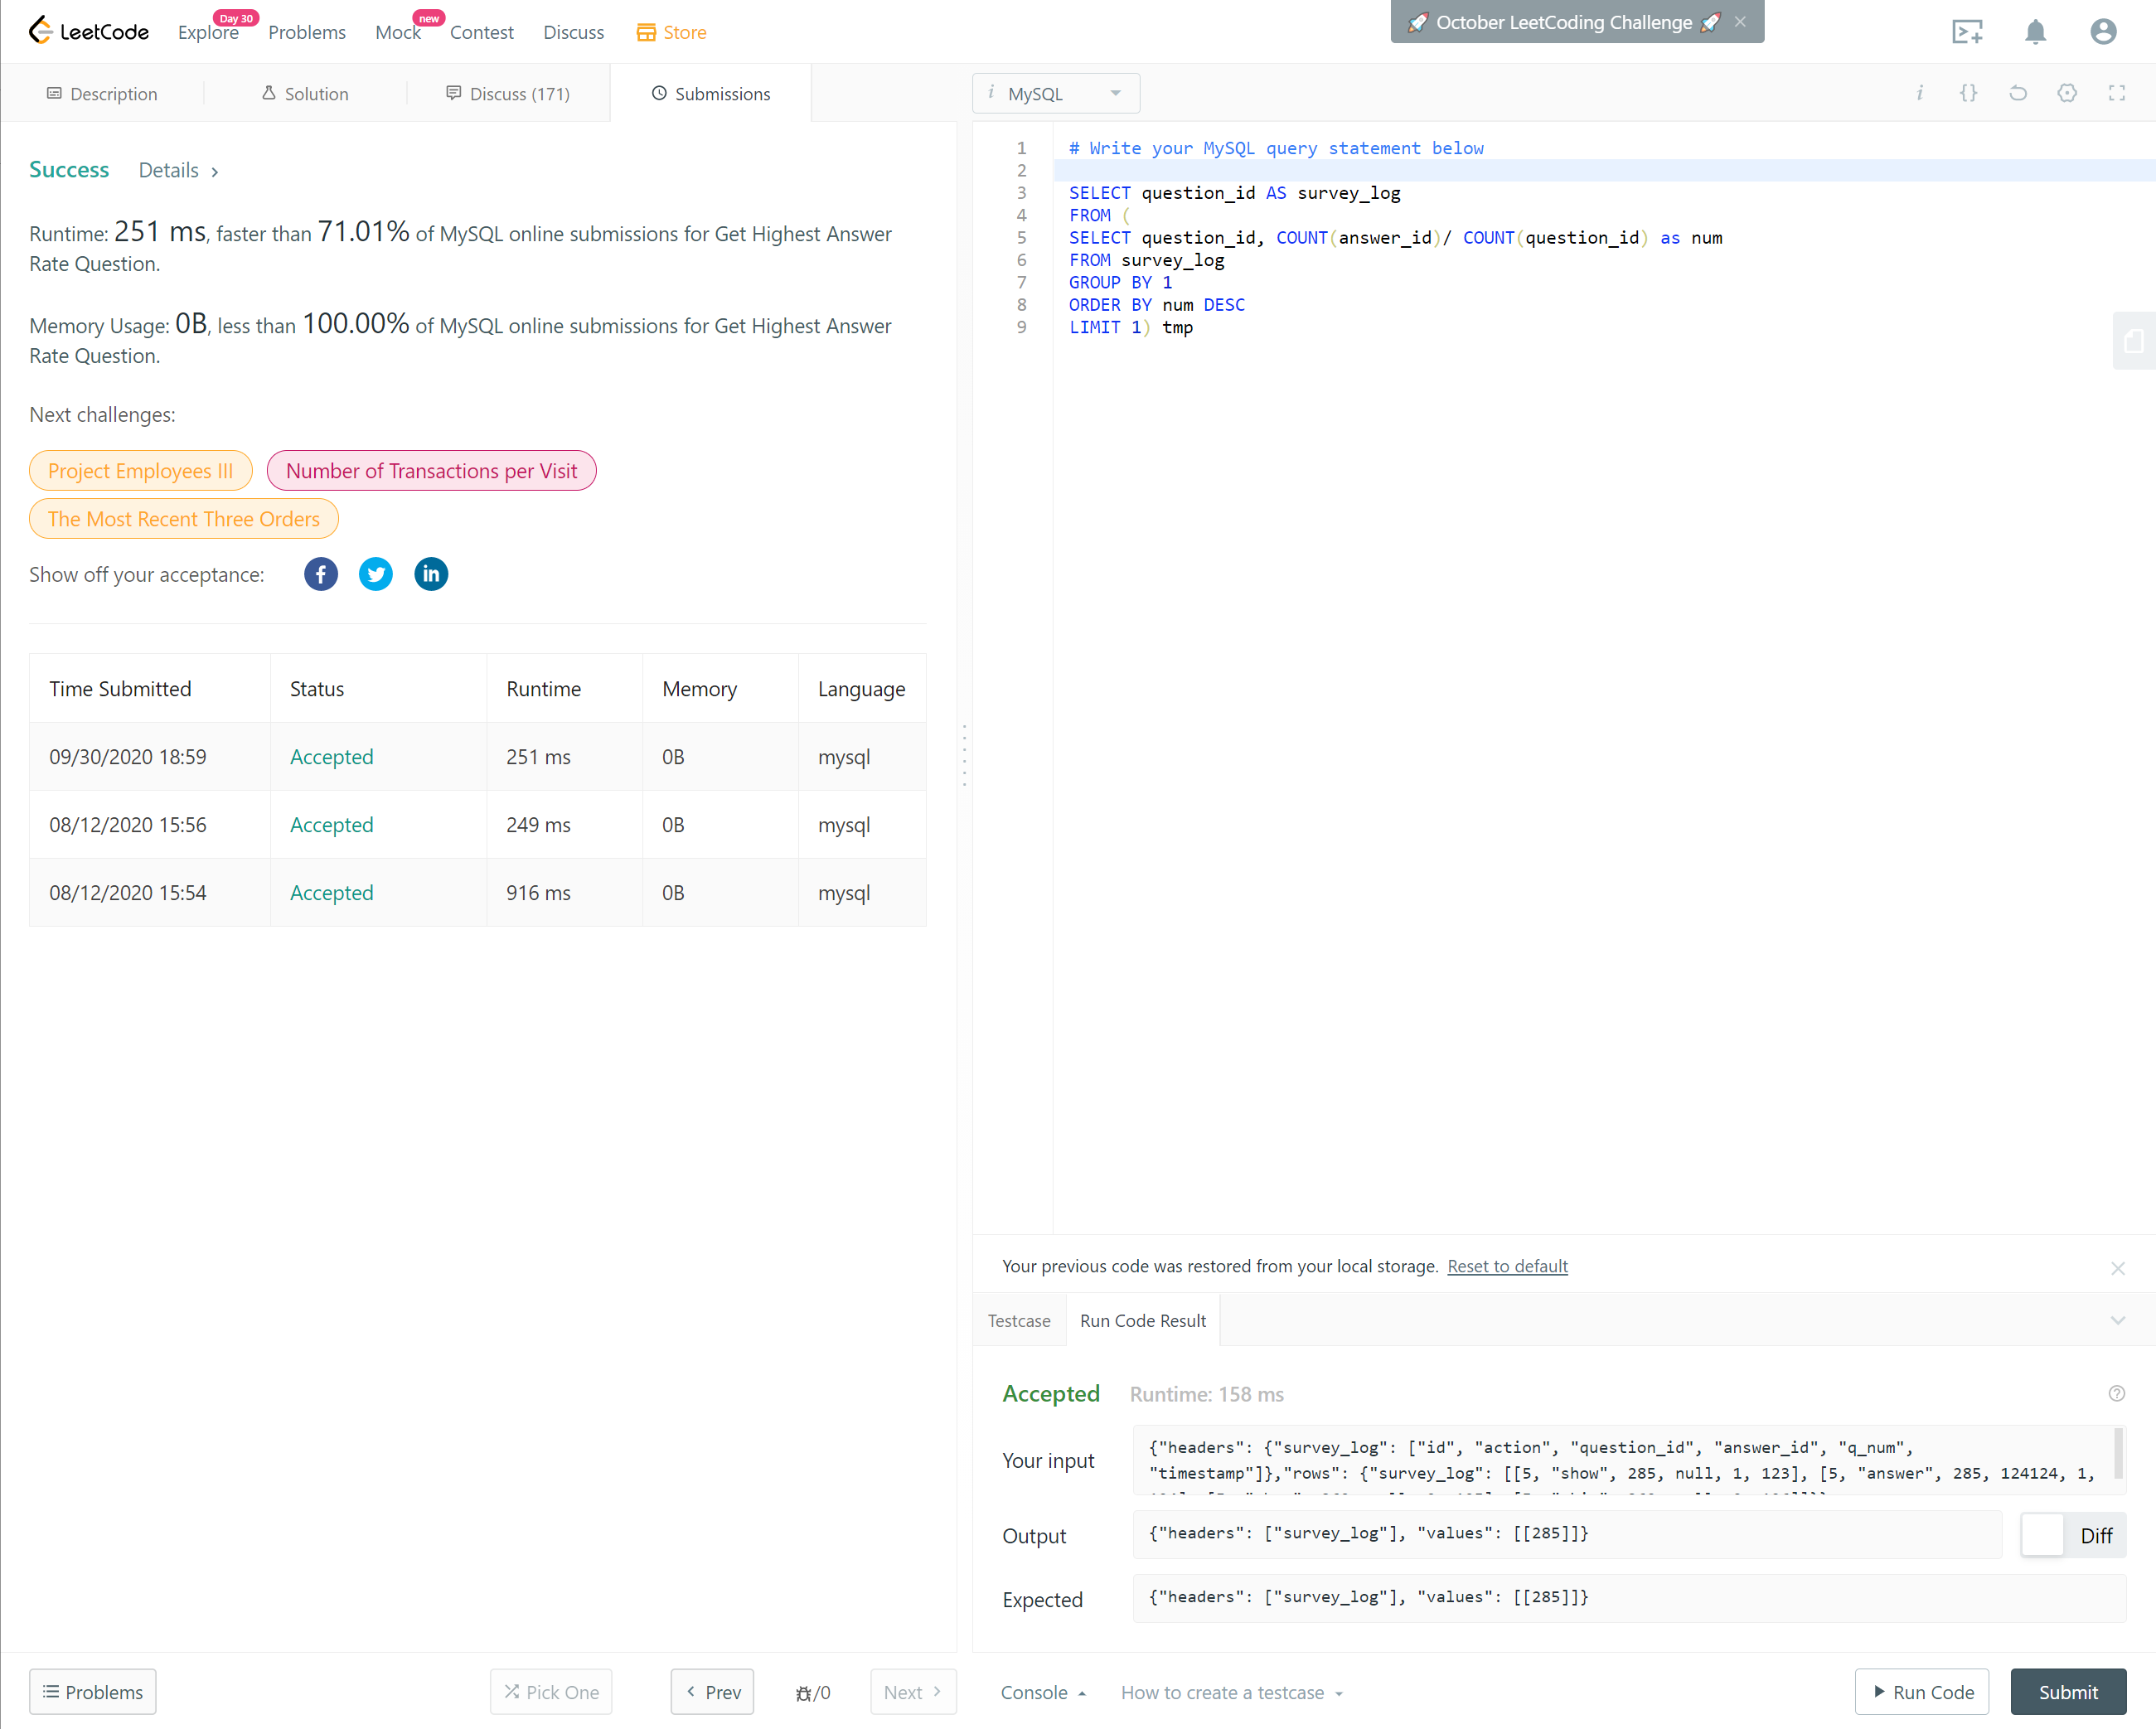 LeetCode
Explore
Day 30
Problems
Mock
new
Contest
Discuss
Store
🚀 October LeetCoding Challenge 🚀
Description
Solution
Discuss (171)
Submissions
i MySQL
Success
Details
Runtime: 251 ms, faster than 71.01% of MySQL online submissions for Get Highest Answer
Rate Question.
Memory Usage: 0B, less than 100.00% of MySQL online submissions for Get Highest Answer
Rate Question.
Next challenges:
Project Employees III
Number of Transactions per Visit
The Most Recent Three Orders
Show off your acceptance:
Time Submitted Status Runtime Memory Language
09/30/2020 18:59 Accepted 251 ms 0B mysql
08/12/2020 15:56 Accepted 249 ms 0B mysql
08/12/2020 15:54 Accepted 916 ms 0B mysql
1 # Write your MySQL query statement below
2
3 SELECT question_id AS survey_log
4 FROM (
5 SELECT question_id, COUNT(answer_id)/ COUNT(question_id) as num
6 FROM survey_log
7 GROUP BY 1
8 ORDER BY num DESC
9 LIMIT 1) tmp
Your previous code was restored from your local storage. Reset to default
Testcase
Run Code Result
Accepted
Runtime: 158 ms
Your input
{"headers": {"survey_log": ["id", "action", "question_id", "answer_id", "q_num",
"timestamp"]},"rows": {"survey_log": [[5, "show", 285, null, 1, 123], [5, "answer", 285, 124124, 1,
Output
{"headers": ["survey_log"], "values": [[285]]}
Diff
Expected
{"headers": ["survey_log"], "values": [[285]]}
Problems
Pick One
Prev
/0
Next
Console
How to create a testcase
Run Code
Submit